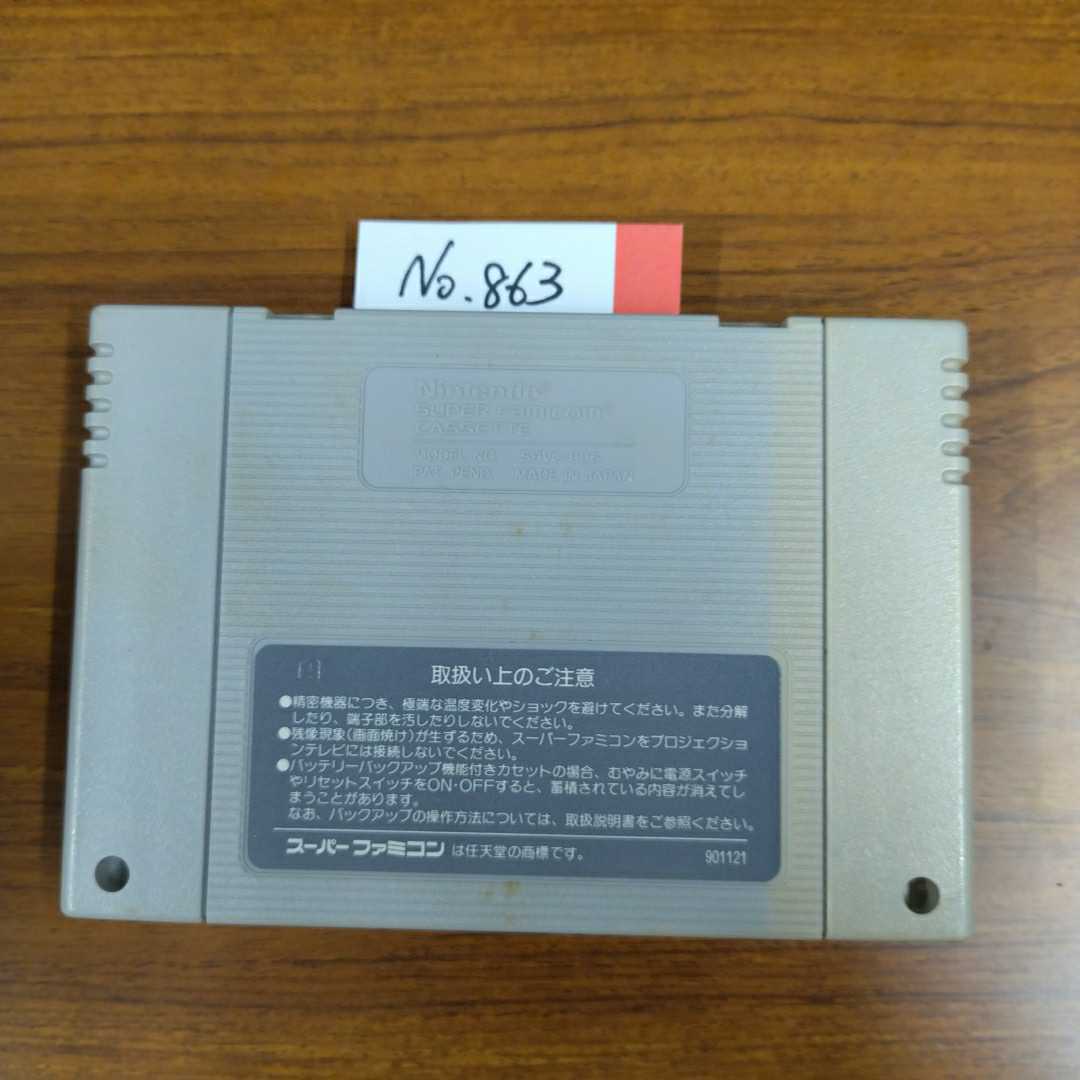 No.863
Nintendo®
SUPER Famicom®
CASSETTE
MODEL NO.
PAT. PEND. MADE IN JAPAN
取扱い上のご注意
●精密機器につき、極端な温度変化やショックを避けてください。また分解
したり、端子部を汚したりしないでください。
●残像現象(画面焼け)が生ずるため、スーパーファミコンをプロジェクショ
ンテレビには接続しないでください。
●バッテリーバックアップ機能付きカセットの場合、むやみに電源スイッチ
やリセットスイッチをON·OFFすると、蓄積されている内容が消えてし
まうことがあります。
なお、バックアップの操作方法については、取扱説明書をご参照ください。
スーパーファミコン は任天堂の商標です。
901121